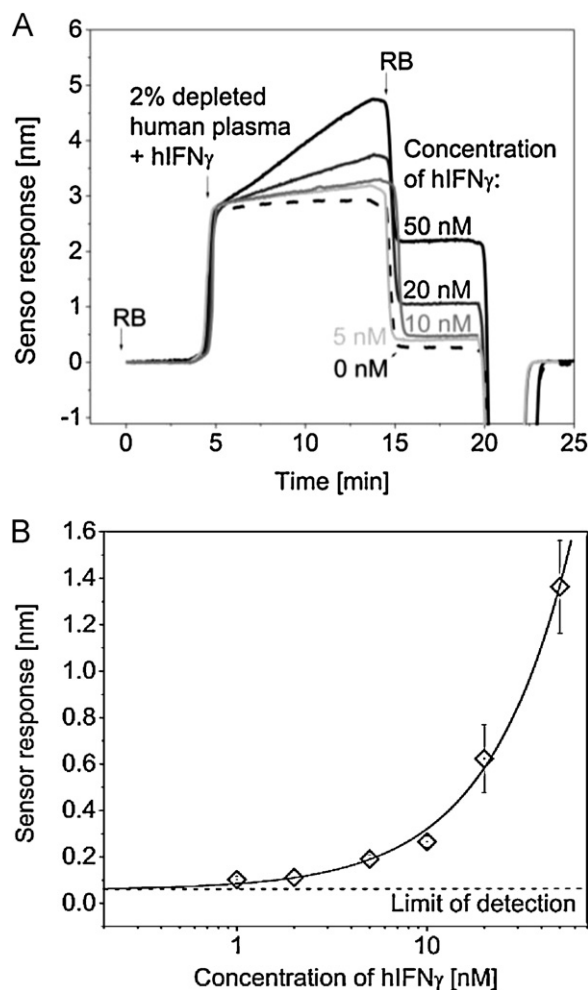 A
6
5
4
3
2
1
0
-1
Senso response [nm]
2% depleted
human plasma
+ hIFNγ
RB
RB
Concentration
of hIFNγ:
50 nM
20 nM
10 nM
5 nM
0 nM
0 5 10 15 20 25
Time [min]
B
1.6
1.4
1.2
1.0
0.8
0.6
0.4
0.2
0.0
Sensor response [nm]
Limit of detection
1 10
Concentration of hIFNγ [nM]